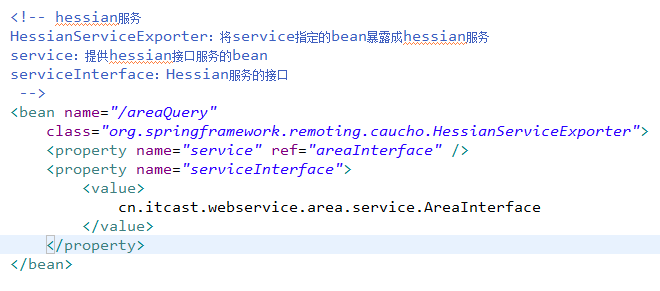 <!-- hessian服务
HessianServiceExporter：将service指定的bean暴露成hessian服务
service：提供hessian接口服务的bean
serviceInterface：Hessian服务的接口
-->
<bean name="/areaQuery"
class="org.springframework.remoting.caucho.HessianServiceExporter">
<property name="service" ref="areaInterface" />
<property name="serviceInterface">
<value>
cn.itcast.webservice.area.service.AreaInterface
</value>
</property>
</bean>